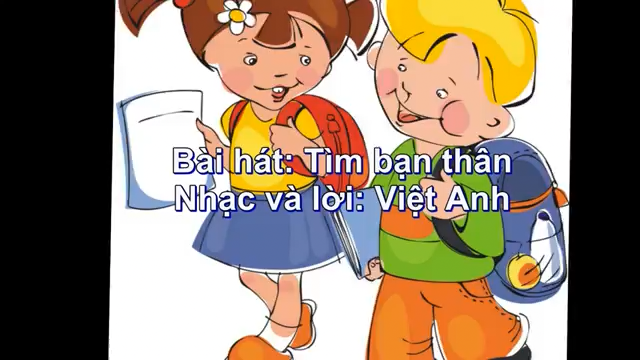 Bài hát: Tìm bạn thân
Nhạc và lời: Việt Anh